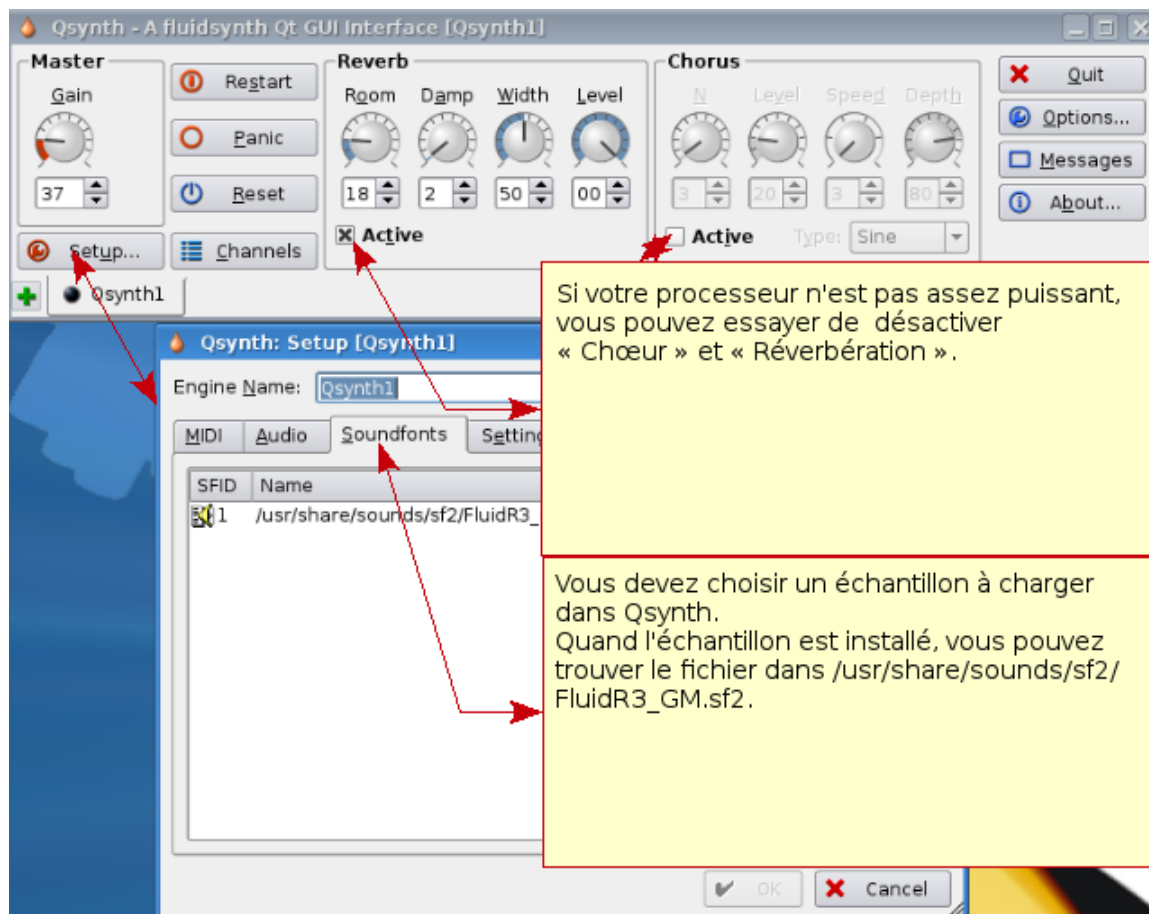 Qsynth - A fluidsynth Qt GUI Interface [Qsynth1]
Master
Gain
37
Setup...
Restart
Panic
Reset
Channels
Reverb
Room Damp Width Level
18 2 50 00
Active
Chorus
N Level Speed Depth
3 20 3 80
Active Type: Sine
Quit
Options...
Messages
About...
Qsynth1
Si votre processeur n'est pas assez puissant,
vous pouvez essayer de désactiver
« Chœur » et « Réverbération ».
Qsynth: Setup [Qsynth1]
Engine Name: Qsynth1
MIDI Audio Soundfonts Setting
SFID Name
1 /usr/share/sounds/sf2/FluidR3_
Vous devez choisir un échantillon à charger
dans Qsynth.
Quand l'échantillon est installé, vous pouvez
trouver le fichier dans /usr/share/sounds/sf2/
FluidR3_GM.sf2.
OK Cancel